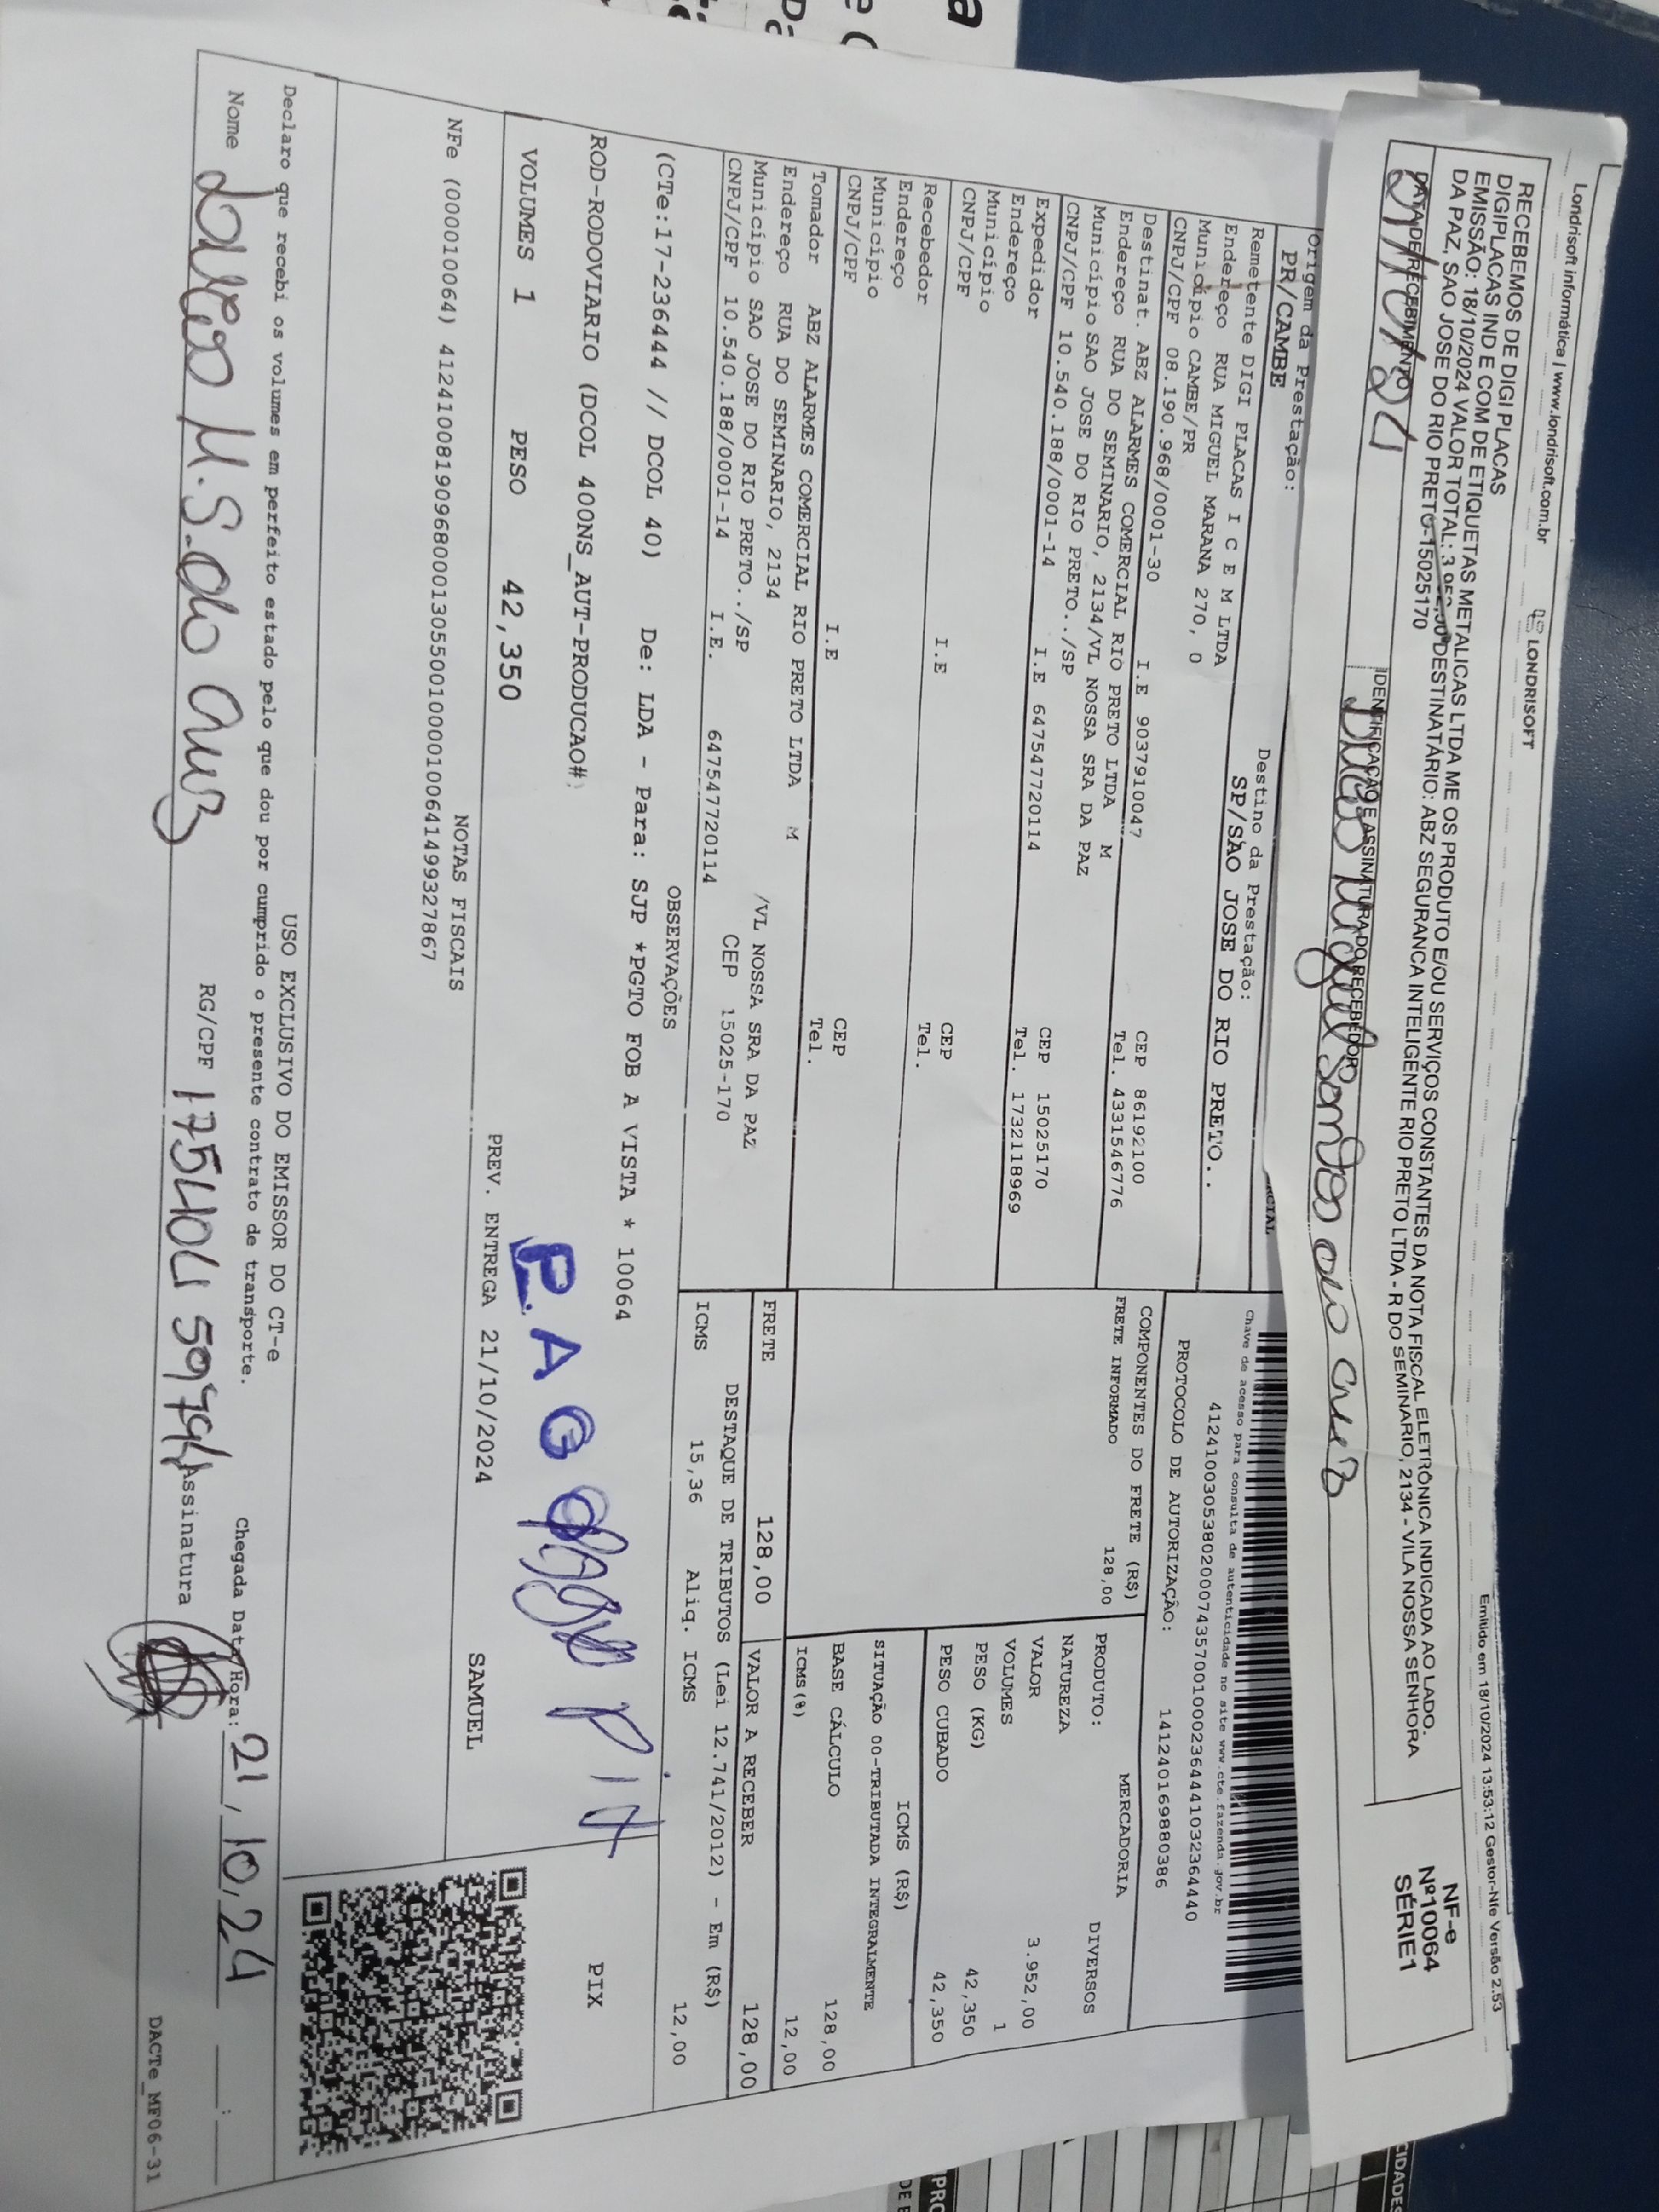 Londrisoft informática | www.londrisoft.com.br LONDRISOFT
Emitido em 18/10/2024 13:53:12 Gestor-Nfe Versão 2.53
RECEBEMOS DE DIGI PLACAS
DIGIPLACAS IND E COM DE ETIQUETAS METALICAS LTDA ME OS PRODUTO E/OU SERVIÇOS CONSTANTES DA NOTA FISCAL ELETRÔNICA INDICADA AO LADO.
EMISSÃO: 18/10/2024 VALOR TOTAL: DESTINATÁRIO: ABZ SEGURANCA INTELIGENTE RIO PRETO LTDA - R DO SEMINARIO, 2134 - VILA NOSSA SENHORA
DA PAZ, SAO JOSE DO RIO PRETO-15025170
NF-e
Nº10064
SÉRIE1
DATA DE RECEBIMENTO
IDENTIFICAÇÃO E ASSINATURA DO RECEBEDOR
Origem da Prestação:
PR/CAMBE
Destino da Prestação:
SP/SAO JOSE DO RIO PRETO..
Remetente DIGI PLACAS I C E M LTDA
Endereço RUA MIGUEL MARANA 270, 0
Município CAMBE/PR CEP 86192100
CNPJ/CPF 08.190.968/0001-30 I.E 9037910047 Tel. 4331546776
Destinat. ABZ ALARMES COMERCIAL RIO PRETO LTDA M
Endereço RUA DO SEMINARIO, 2134/VL NOSSA SRA DA PAZ
Município SAO JOSE DO RIO PRETO../SP CEP 15025170
CNPJ/CPF 10.540.188/0001-14 I.E 647547720114 Tel. 1732118969
Expedidor
Endereço
Município CEP
CNPJ/CPF I.E Tel.
Recebedor
Endereço
Município CEP
CNPJ/CPF I.E Tel.
Tomador ABZ ALARMES COMERCIAL RIO PRETO LTDA M
Endereço RUA DO SEMINARIO, 2134 /VL NOSSA SRA DA PAZ
Município SAO JOSE DO RIO PRETO../SP CEP 15025-170
CNPJ/CPF 10.540.188/0001-14 I.E. 647547720114
Chave de acesso para consulta de autenticidade no site www.cte.fazenda.gov.br
41241003053802000743570010002364441032364440
PROTOCOLO DE AUTORIZAÇÃO: 141240169880386
COMPONENTES DO FRETE (R$)
FRETE INFORMADO 128,00
MERCADORIA
PRODUTO: DIVERSOS
NATUREZA
VALOR 3.952,00
VOLUMES 1
PESO (KG) 42,350
PESO CUBADO 42,350
ICMS (R$)
SITUAÇÃO 00-TRIBUTADA INTEGRALMENTE
BASE CÁLCULO 128,00
ICMS (%) 12,00
FRETE 128,00 VALOR A RECEBER 128,00
DESTAQUE DE TRIBUTOS (Lei 12.741/2012) - Em (R$)
ICMS 15,36 Aliq. ICMS 12,00
OBSERVAÇÕES
(CTe:17-236444 // DCOL 40) De: LDA - Para: SJP *PGTO FOB A VISTA * 10064
ROD-RODOVIARIO (DCOL 400NS_AUT-PRODUCAO#)
PAGO
PIX
PIX
VOLUMES 1 PESO 42,350 PREV. ENTREGA 21/10/2024 SAMUEL
NOTAS FISCAIS
NFe (000010064) 41241008190968000130550010000100641499327867
USO EXCLUSIVO DO EMISSOR DO CT-e
Declaro que recebi os volumes em perfeito estado pelo que dou por cumprido o presente contrato de transporte.
Chegada Data/Hora: 21/10/24
Nome RG/CPF Assinatura
DACTe_MF06-31